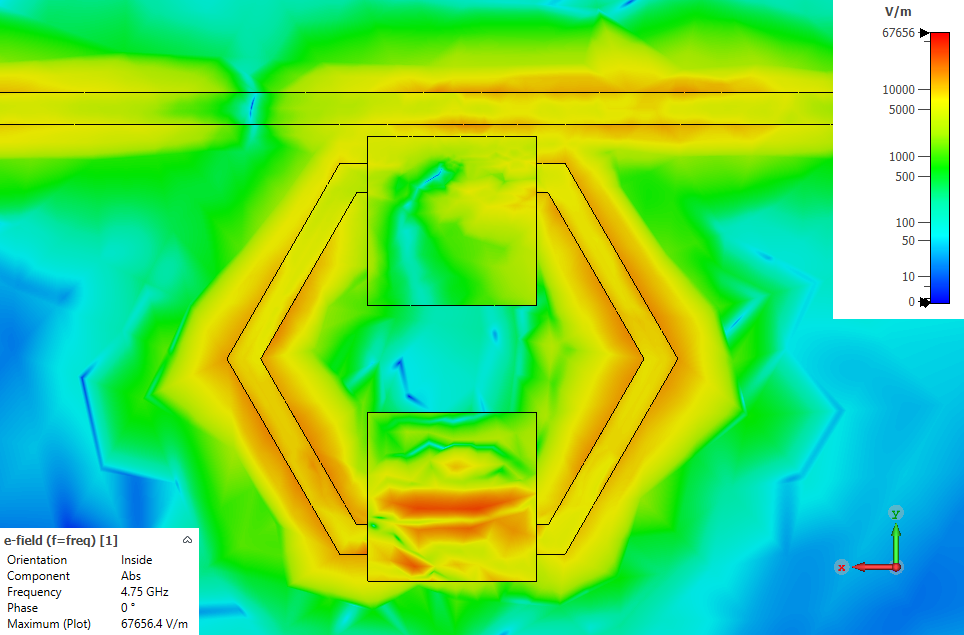 V/m
67656
10000
5000
1000
500
100
50
10
0
y
x
e-field (f=freq) [1]
Orientation Inside
Component Abs
Frequency 4.75 GHz
Phase 0 °
Maximum (Plot) 67656.4 V/m